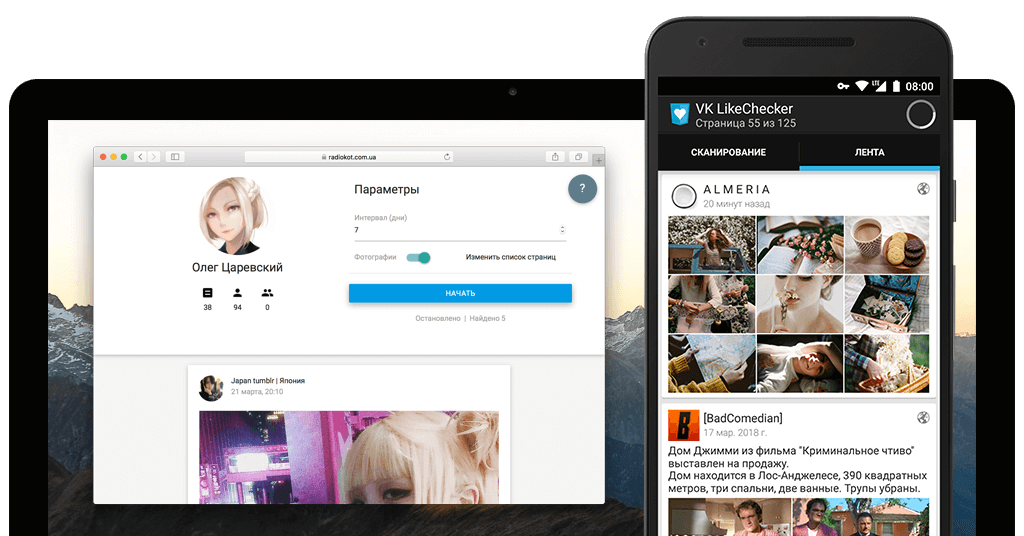 radiokot.com.ua
Параметры
?
Интервал (дни)
7
Фотографии
Изменить список страниц
Олег Царевский
38
94
0
НАЧАТЬ
Остановлено | Найдено 5
Japan tumblr | Япония
21 марта, 20:10
LTE
08:00
VK LikeChecker
Страница 55 из 125
СКАНИРОВАНИЕ
ЛЕНТА
ALMERIA
20 минут назад
[BadComedian]
17 мар. 2018 г.
Дом Джимми из фильма "Криминальное чтиво"
выставлен на продажу.
Дом находится в Лос-Анджелесе, 390 квадратных
метров, три спальни, две ванные. Трупы убраны.